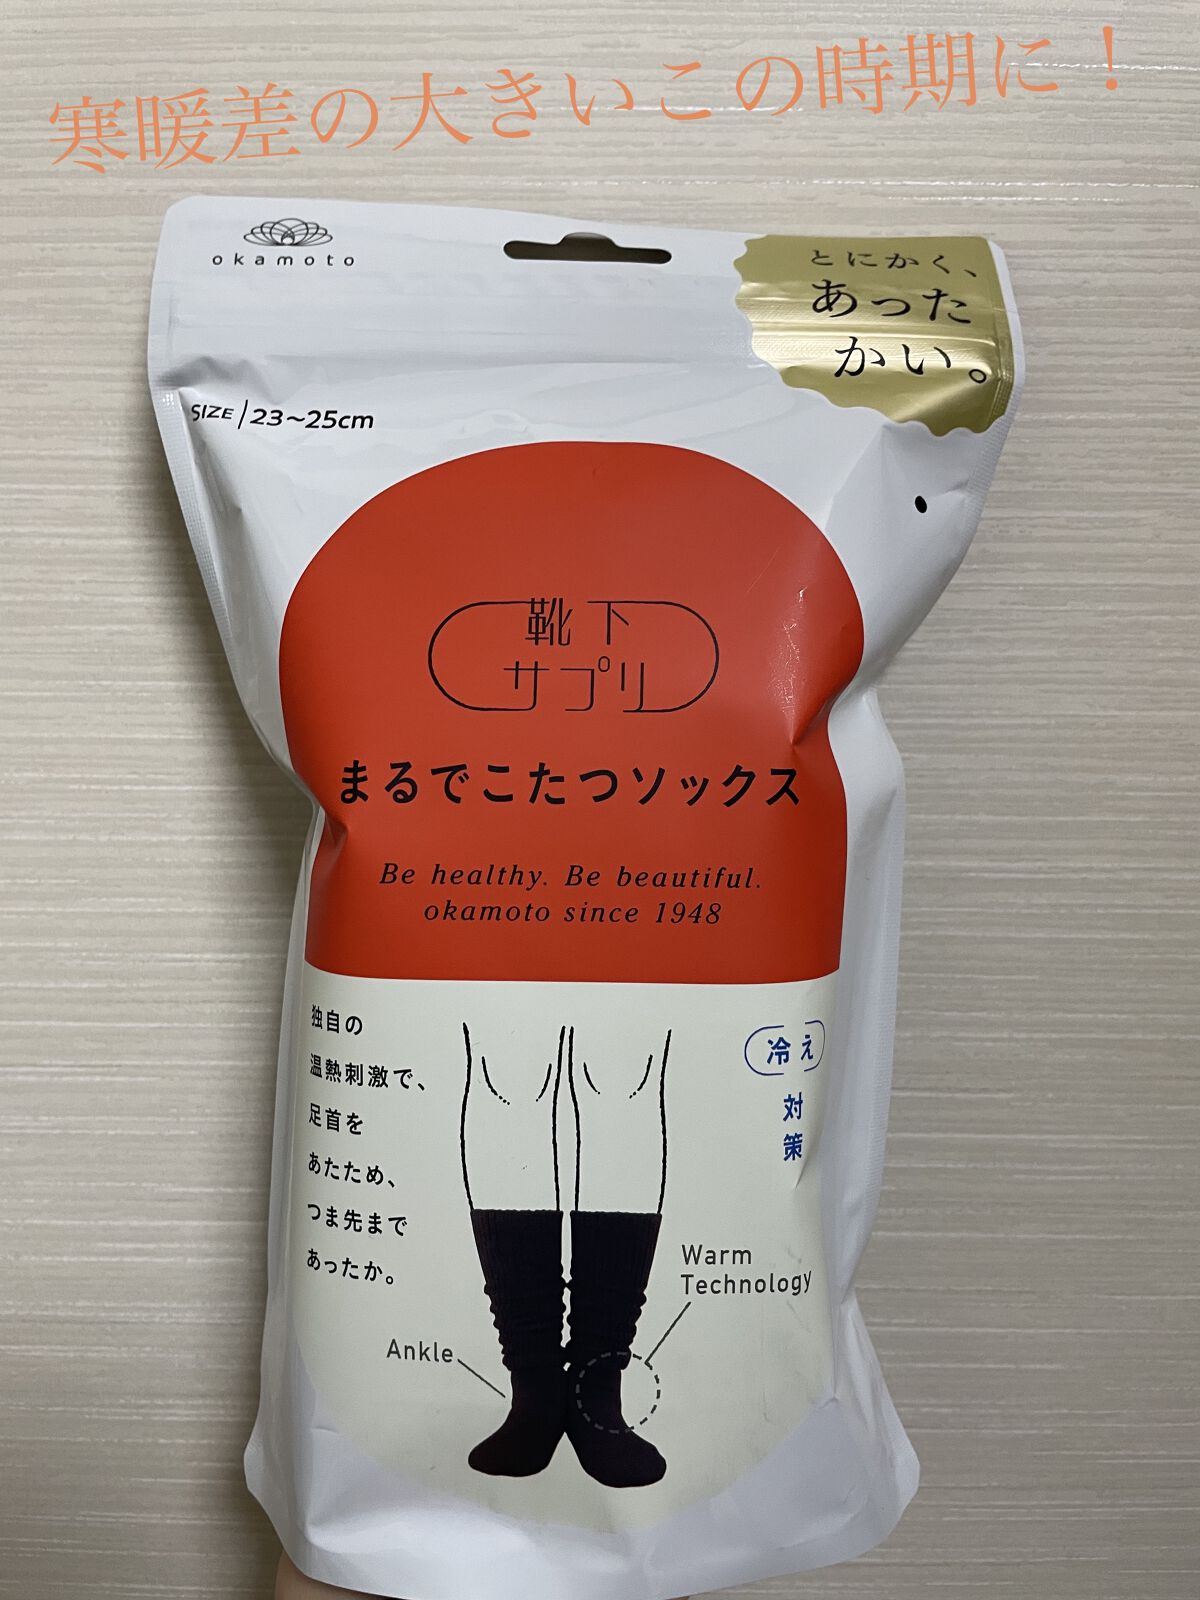 寒暖差の大きいこの時期に！
okamoto
とにかく、
あった
かい。
SIZE/23~25cm
靴下
サプリ
まるでこたつソックス
Be healthy. Be beautiful.
okamoto since 1948
独自の
温熱刺激で、
足首を
あたため、
つま先まで
あったか。
冷え
対
策
Warm
Technology
Ankle